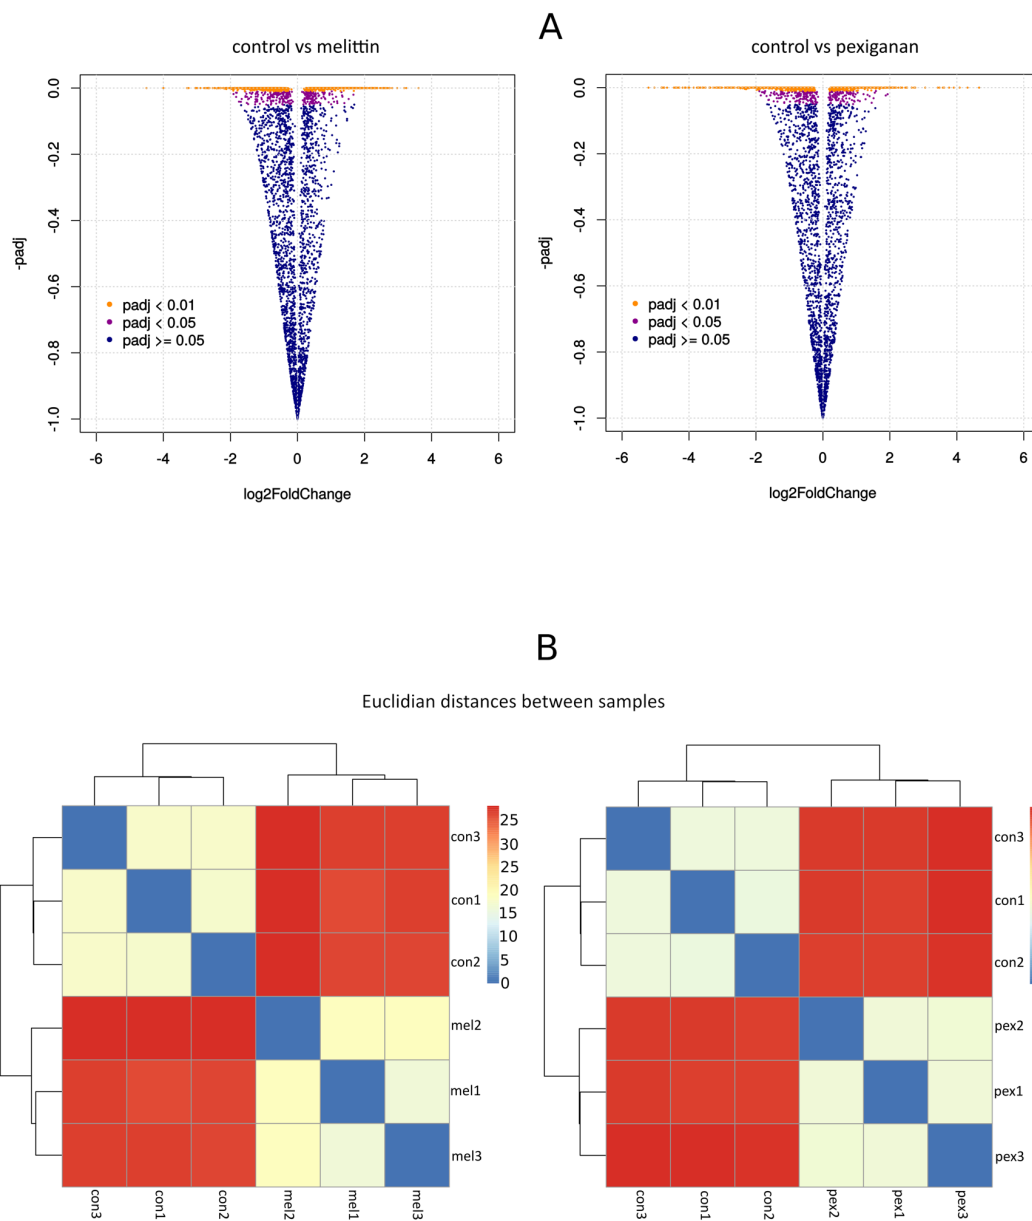 A
control vs melittin
control vs pexiganan
0.0
-0.2
-0.4
-0.6
-0.8
-1.0
-padj
padj < 0.01
padj < 0.05
padj >= 0.05
-6 -4 -2 0 2 4 6
log2FoldChange
0.0
-0.2
-0.4
-0.6
-0.8
-1.0
-padj
padj < 0.01
padj < 0.05
padj >= 0.05
-6 -4 -2 0 2 4 6
log2FoldChange
B
Euclidian distances between samples
25
30
25
20
15
10
5
0
con3
con1
con2
mel2
mel1
mel3
con3 con1 con2 mel2 mel1 mel3
con3
con1
con2
pex2
pex1
pex3
con3 con1 con2 pex2 pex1 pex3